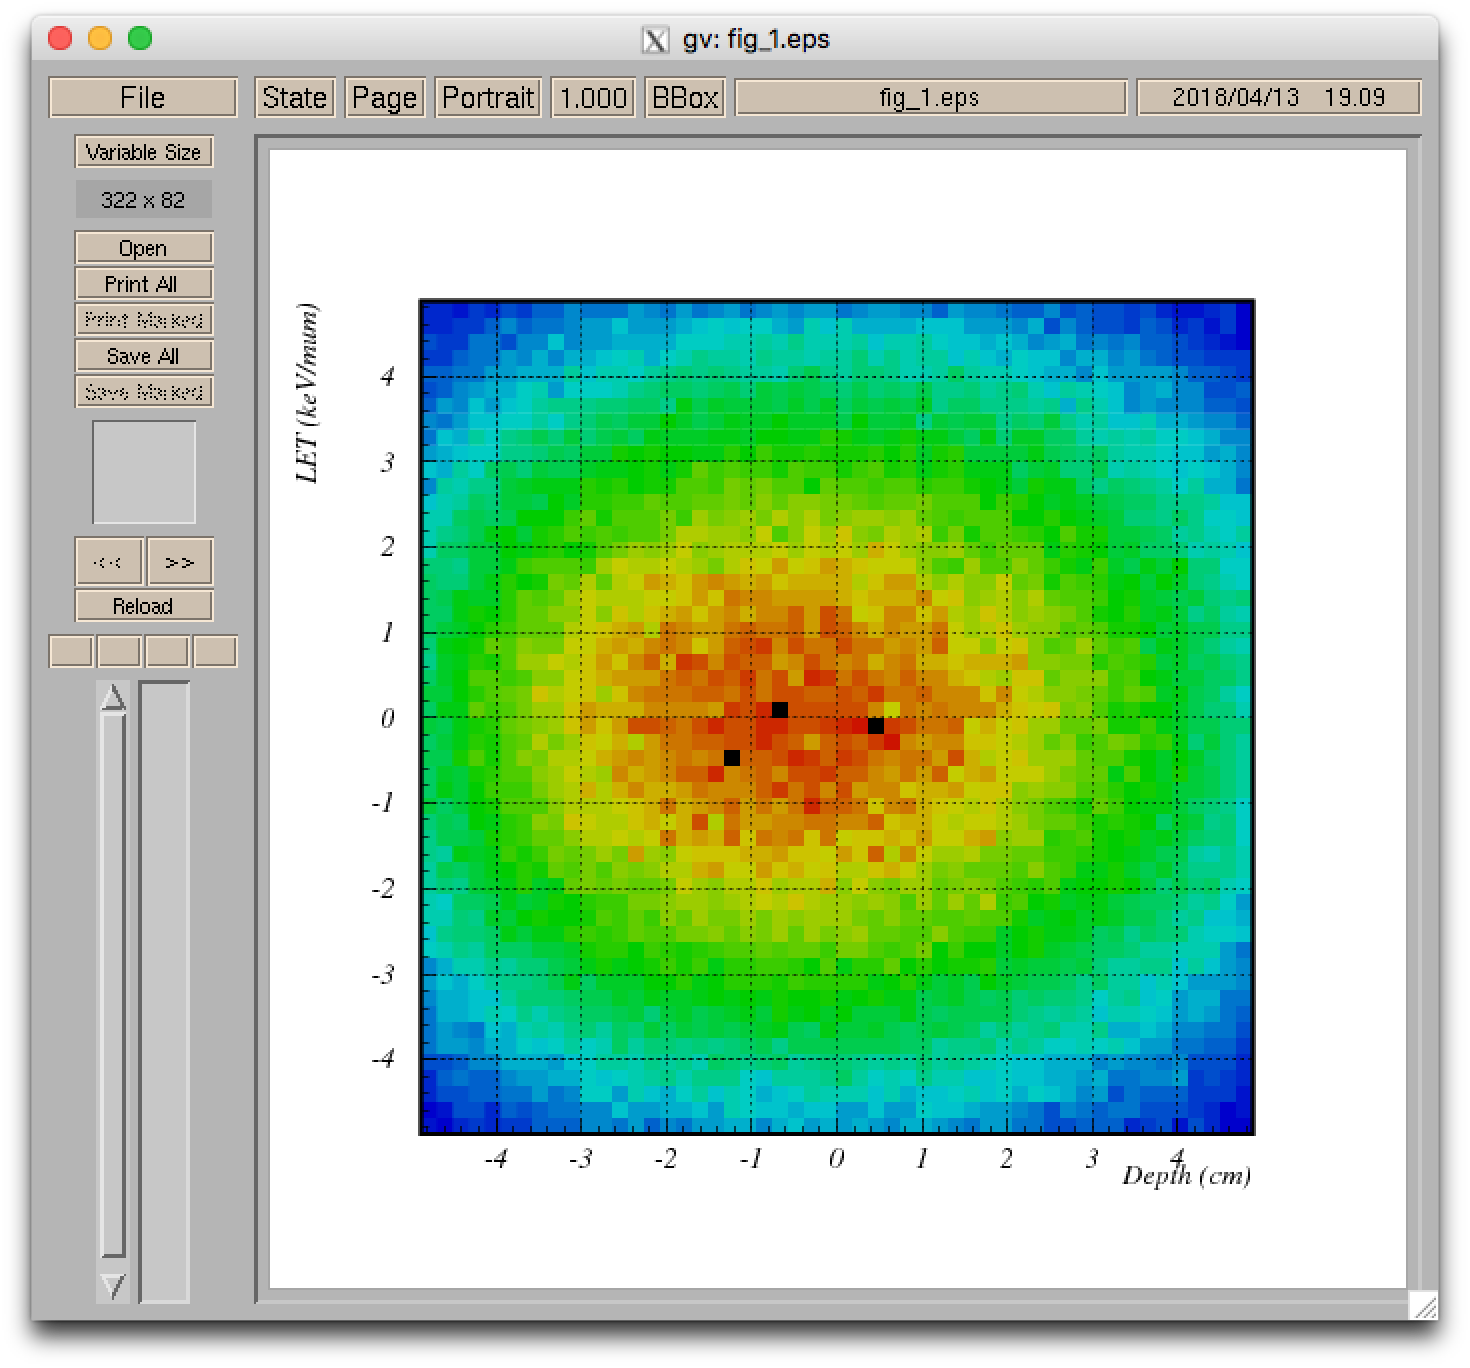 gv: fig_1.eps
File State Page Portrait 1.000 BBox fig_1.eps 2018/04/13 19.09
Variable Size
322 x 82
Open
Print All
Print Marked
Save All
Save Marked
<< >>
Reload
LET (keV/mum)
4
3
2
1
0
-1
-2
-3
-4
-4 -3 -2 -1 0 1 2 3 4
Depth (cm)